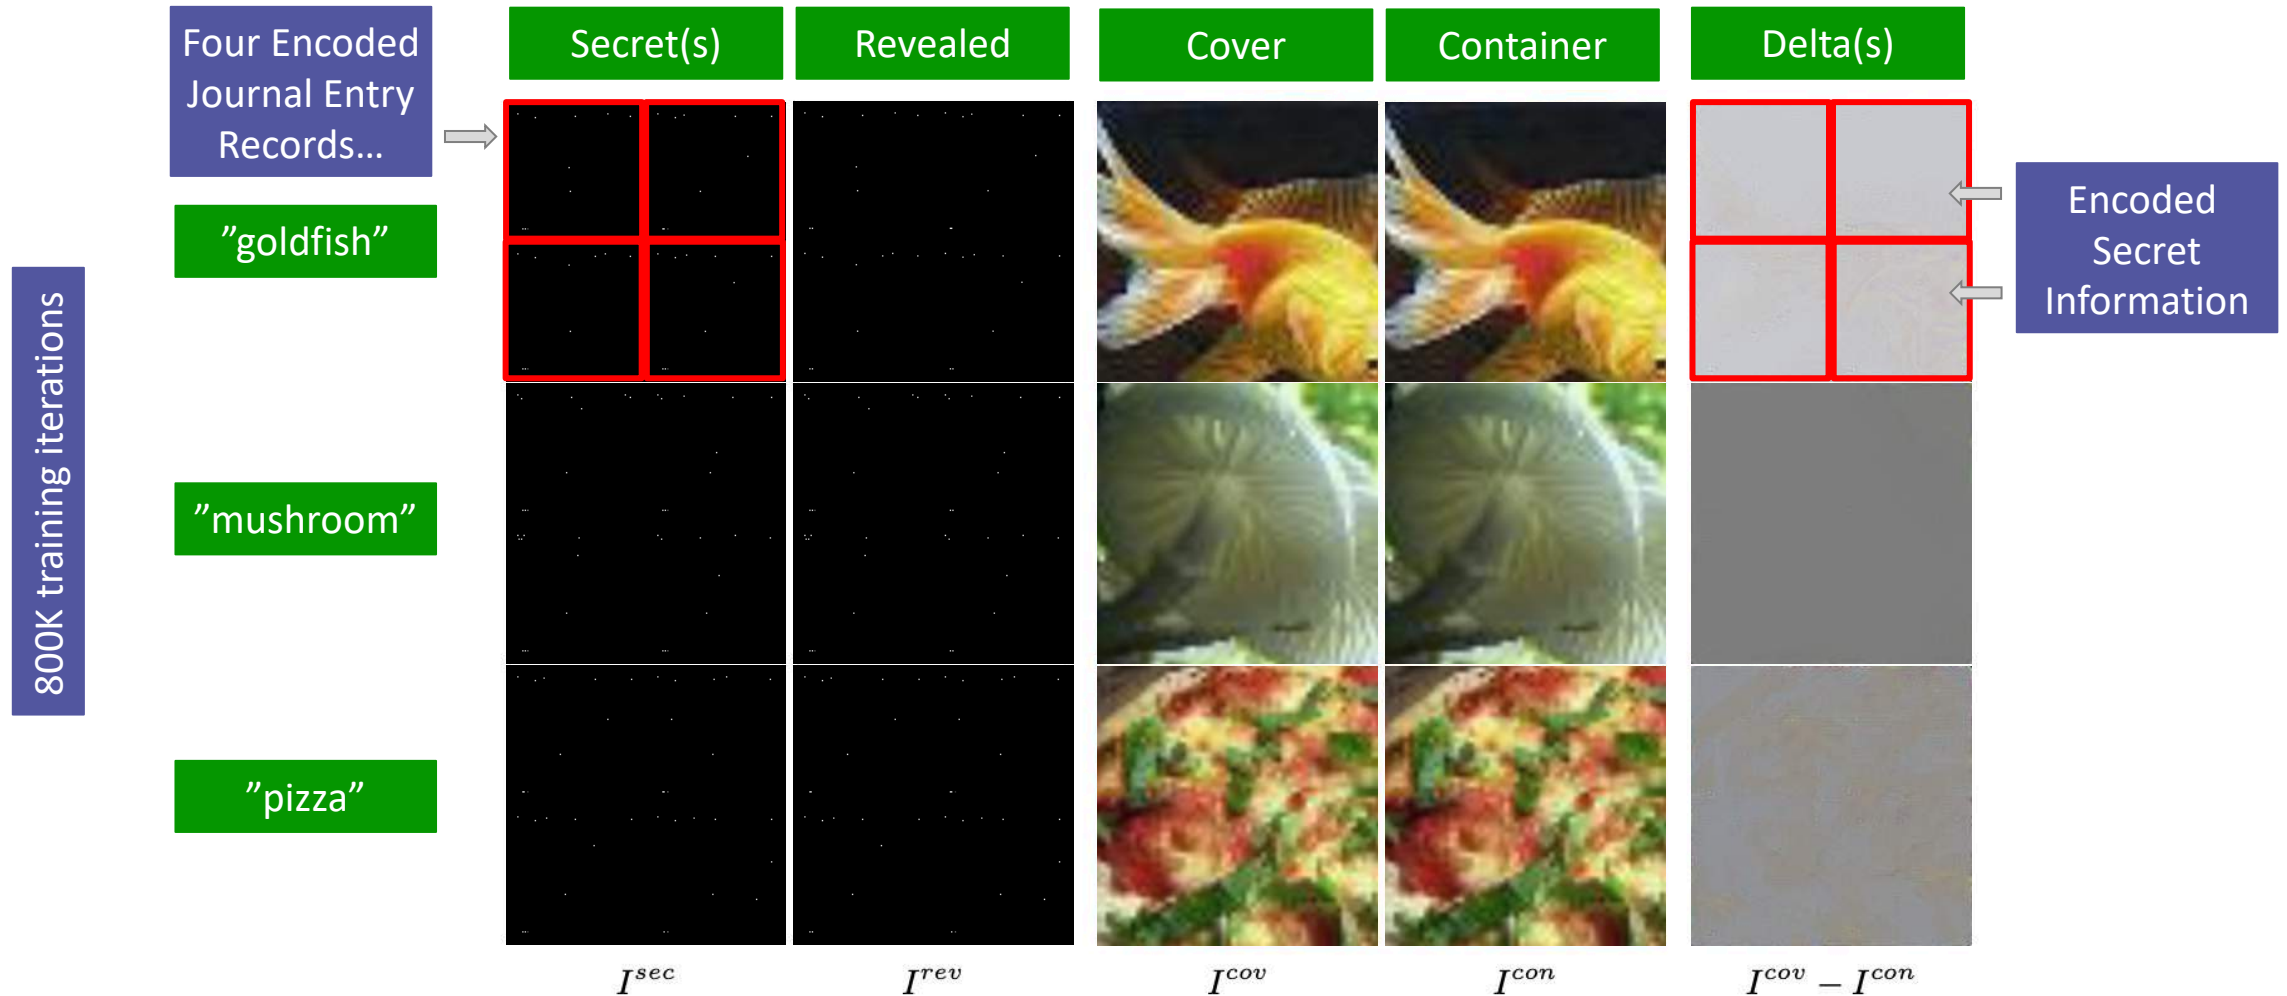 Four Encoded
Journal Entry
Records...
Secret(s)
Revealed
Cover
Container
Delta(s)
”goldfish”
Encoded
Secret
Information
800K training iterations
”mushroom”
”pizza”
I^{sec}
I^{rev}
I^{cov}
I^{con}
I^{cov} − I^{con}